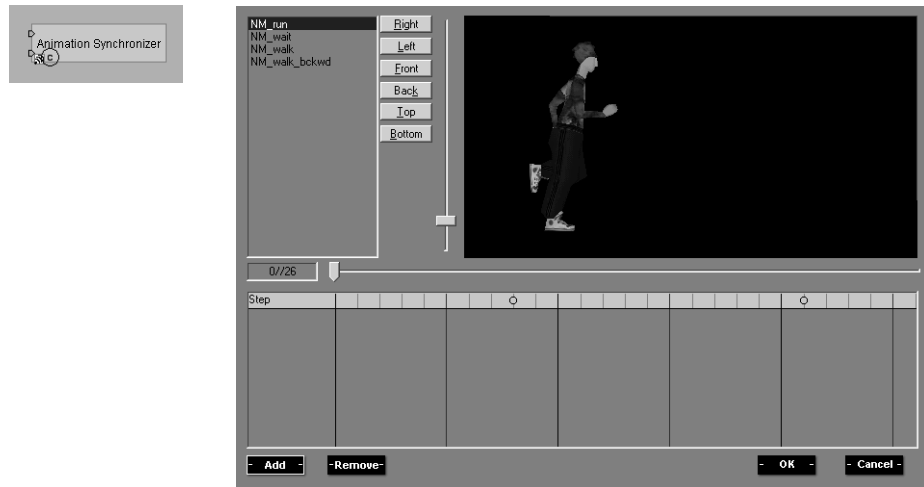 Animation Synchronizer
C
NM_run
NM_wait
NM_walk
NM_walk_bckwd
Right
Left
Front
Back
Top
Bottom
0//26
Step
- Add -
-Remove-
- OK -
- Cancel -